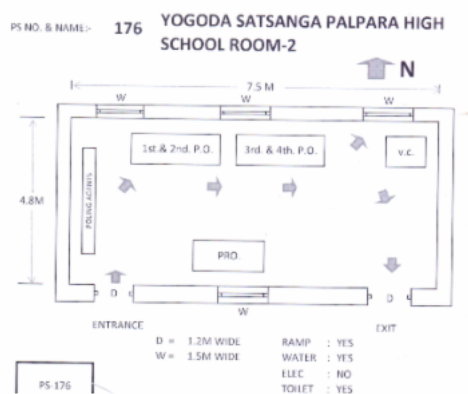 PS NO. & NAME:- 176 YOGODA SATSANGA PALPARA HIGH
SCHOOL ROOM-2
N
7.5 M
W W W
1st & 2nd. P.O. 3rd. & 4th. P.O. v.c.
4.8M
POLING AGENTS
PRO.
D D
W
ENTRANCE EXIT
D = 1.2M WIDE
W = 1.5M WIDE
RAMP : YES
WATER : YES
ELEC : NO
TOILET : YES
PS-176